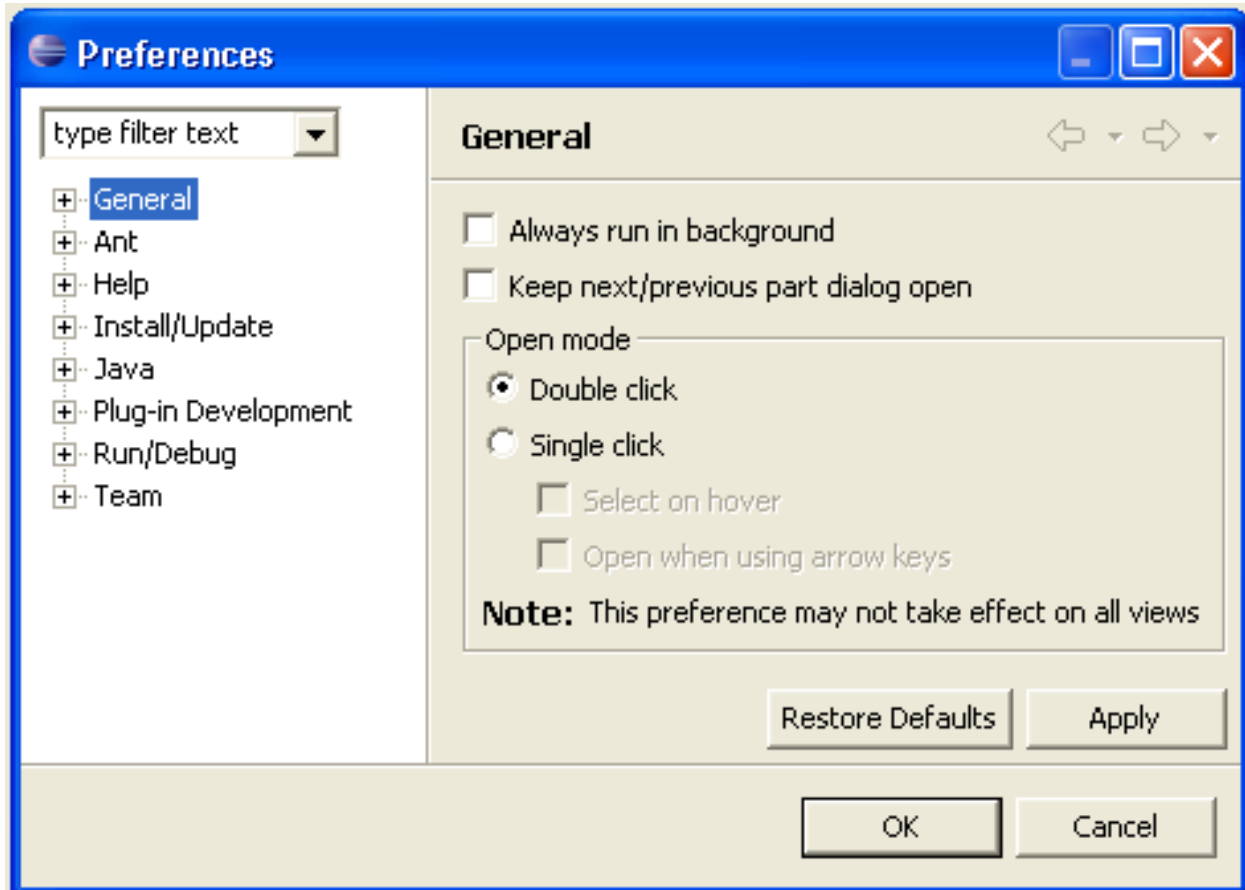 Preferences
type filter text
General
Ant
Help
Install/Update
Java
Plug-in Development
Run/Debug
Team
General
Always run in background
Keep next/previous part dialog open
Open mode
Double click
Single click
Select on hover
Open when using arrow keys
Note: This preference may not take effect on all views
Restore Defaults
Apply
OK
Cancel